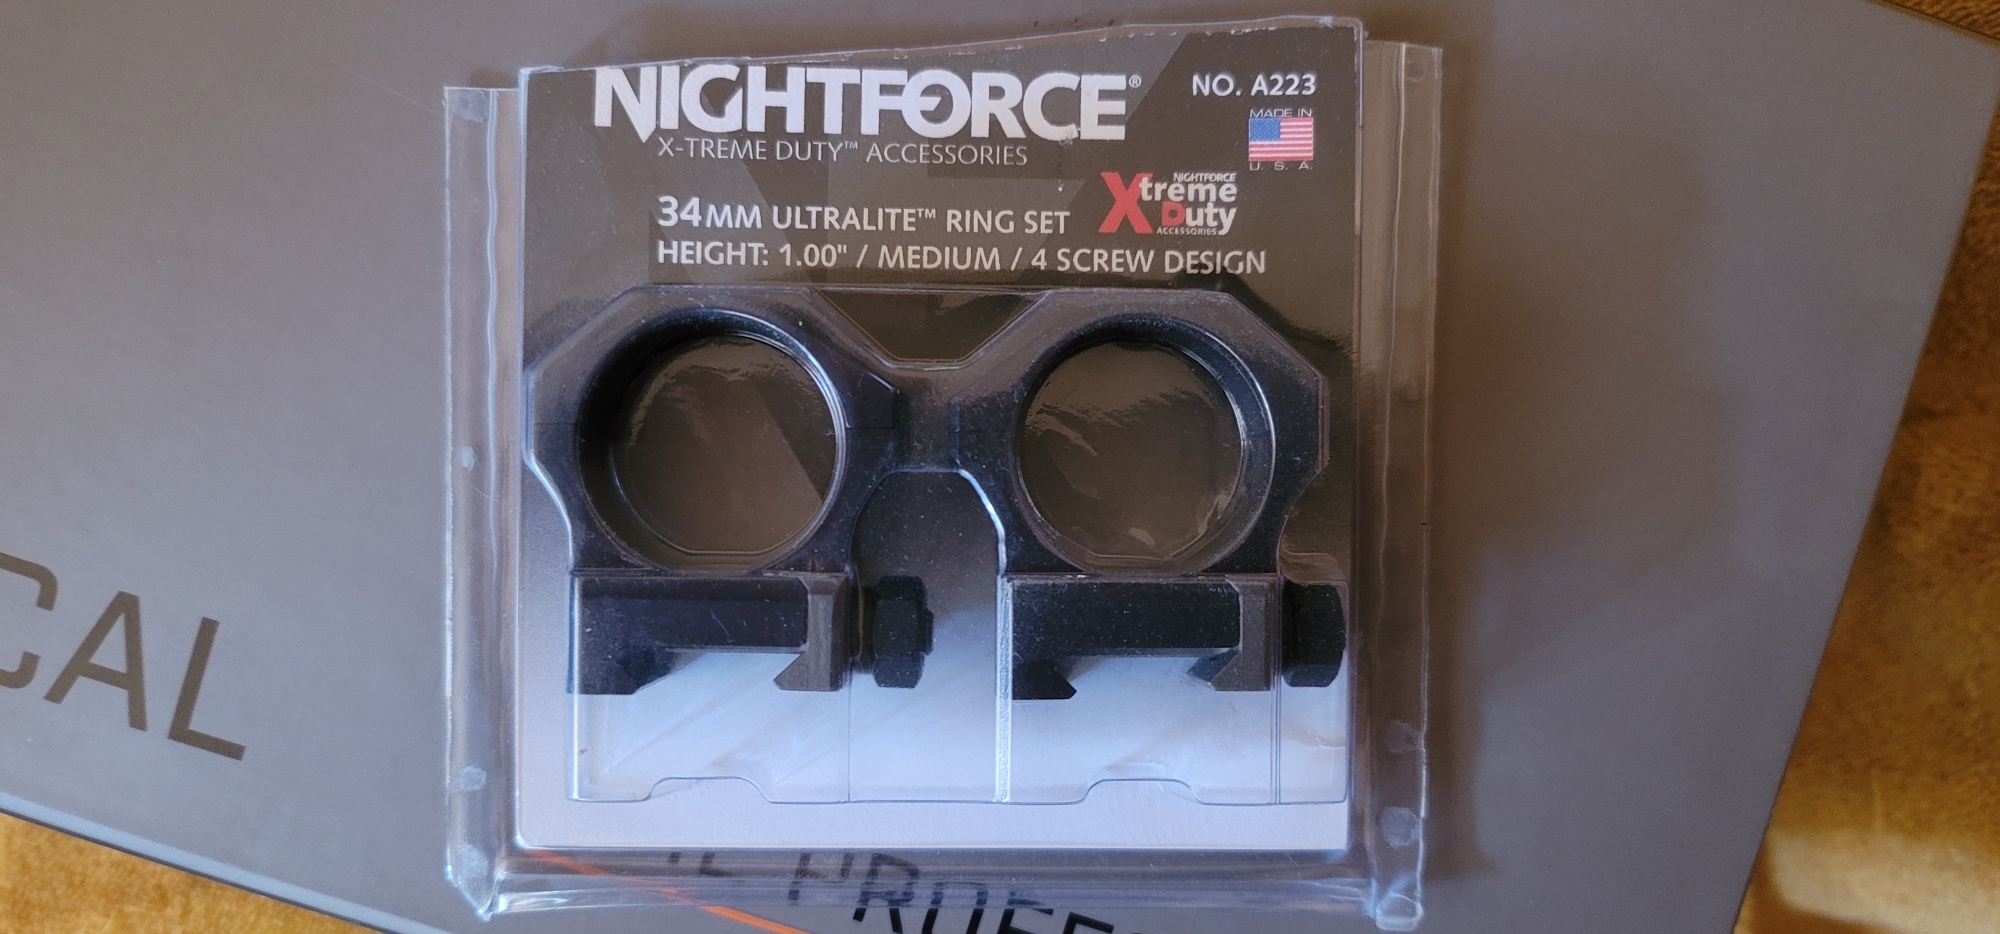 NIGHTFORCE®
X-TREME DUTY™ ACCESSORIES
NO. A223
MADE IN
U. S. A.
NIGHTFORCE
Xtreme
Duty
ACCESSORIES
34MM ULTRALITE™ RING SET
HEIGHT: 1.00" / MEDIUM / 4 SCREW DESIGN
CAL